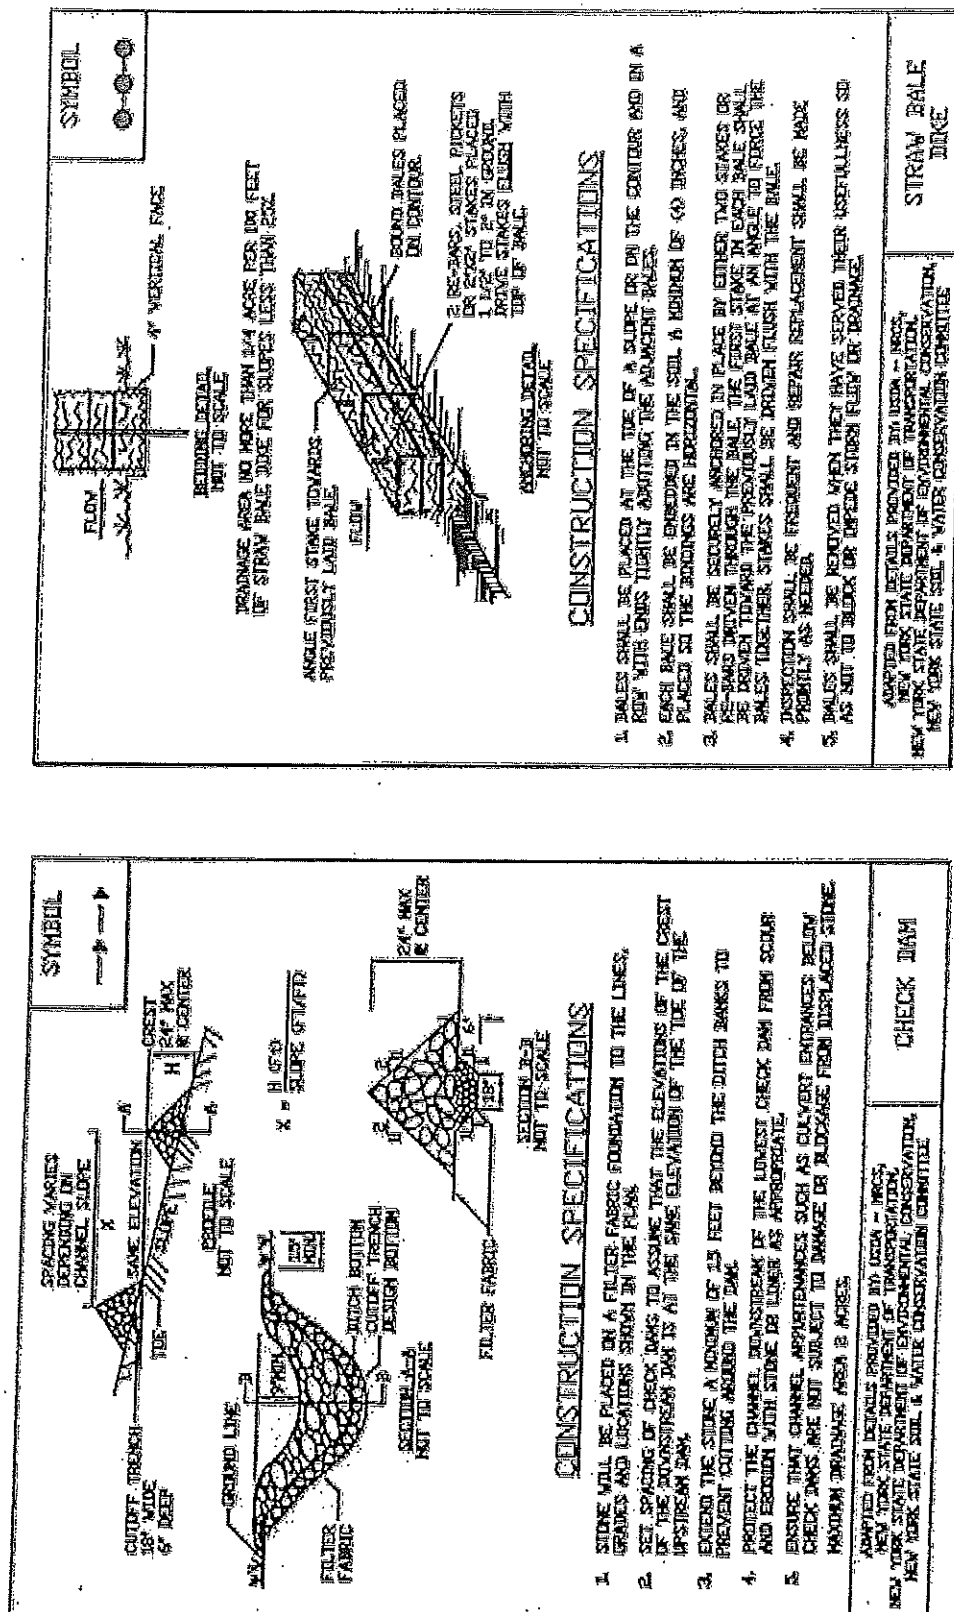 SYMBOL
SPACING VARIES
DEPENDING ON
CHANNEL SLOPE
X
CREST
24" MAX
@ CENTER
H
SAME ELEVATION
SLOPE
TOE
A
A
CUTOFF TRENCH
18" WIDE
6" DEEP
PROFILE
NOT TO SCALE
X = H (FT)
SLOPE (FT/FT)
GROUND LINE
9" MIN
MIN
B
B
DITCH BOTTOM
CUTOFF TRENCH
DESIGN BOTTOM
FILTER
FABRIC
SECTION A-A
NOT TO SCALE
24" MAX
@ CENTER
2
2
1
1
6"
18"
FILTER FABRIC
SECTION B-B
NOT TO SCALE
CONSTRUCTION SPECIFICATIONS
1. STONE WILL BE PLACED ON A FILTER FABRIC FOUNDATION TO THE LINES,
GRADES AND LOCATIONS SHOWN IN THE PLAN.
2. SET SPACING OF CHECK DAMS TO ASSUME THAT THE ELEVATIONS OF THE CREST
OF THE DOWNSTREAM DAM IS AT THE SAME ELEVATION OF THE TOE OF THE
UPSTREAM DAM.
3. EXTEND THE STONE A MINIMUM OF 1.5 FEET BEYOND THE DITCH BANKS TO
PREVENT CUTTING AROUND THE DAM.
4. PROTECT THE CHANNEL DOWNSTREAM OF THE LOWEST CHECK DAM FROM SCOUR
AND EROSION WITH STONE OR LINER AS APPROPRIATE.
5. ENSURE THAT CHANNEL APPURTENANCES SUCH AS CULVERT ENTRANCES BELOW
CHECK DAMS ARE NOT SUBJECT TO DAMAGE OR BLOCKAGE FROM DISPLACED STONE.
MAXIMUM DRAINAGE AREA 2 ACRES.
ADAPTED FROM DETAILS PROVIDED BY: USDA - NRCS,
NEW YORK STATE DEPARTMENT OF TRANSPORTATION,
NEW YORK STATE DEPARTMENT OF ENVIRONMENTAL CONSERVATION,
NEW YORK STATE SOIL & WATER CONSERVATION COMMITTEE
CHECK DAM
SYMBOL
FLOW
4" VERTICAL FACE
BEDDING DETAIL
NOT TO SCALE
DRAINAGE AREA NO MORE THAN 1/4 ACRE PER 100 FEET
OF STRAW BALE DIKE FOR SLOPES LESS THAN 25%
ANGLE FIRST STAKE TOWARDS
PREVIOUSLY LAID BALE
FLOW
BOUND BALES PLACED
ON CONTOUR.
2 RE-BARS, STEEL PICKETS
OR 2"X2" STAKES PLACED
1 1/2' TO 2' IN GROUND.
DRIVE STAKES FLUSH WITH
TOP OF BALE.
ANCHORING DETAIL
NOT TO SCALE
CONSTRUCTION SPECIFICATIONS
1. BALES SHALL BE PLACED AT THE TOE OF A SLOPE OR ON THE CONTOUR AND IN A
ROW WITH ENDS TIGHTLY ABUTTING THE ADJACENT BALES.
2. EACH BALE SHALL BE EMBEDDED IN THE SOIL A MINIMUM OF (4) INCHES AND
PLACED SO THE BINDINGS ARE HORIZONTAL.
3. BALES SHALL BE SECURELY ANCHORED IN PLACE BY EITHER TWO STAKES OR
RE-BARS DRIVEN THROUGH THE BALE. THE FIRST STAKE IN EACH BALE SHALL
BE DRIVEN TOWARD THE PREVIOUSLY LAID BALE AT AN ANGLE TO FORCE THE
BALES TOGETHER. STAKES SHALL BE DRIVEN FLUSH WITH THE BALE.
4. INSPECTION SHALL BE FREQUENT AND REPAIR REPLACEMENT SHALL BE MADE
PROMTLY AS NEEDED.
5. BALES SHALL BE REMOVED WHEN THEY HAVE SERVED THEIR USEFULLNESS SO
AS NOT TO BLOCK OR IMPEDE STORM FLOW OR DRAINAGE.
ADAPTED FROM DETAILS PROVIDED BY: USDA - NRCS,
NEW YORK STATE DEPARTMENT OF TRANSPORTATION,
NEW YORK STATE DEPARTMENT OF ENVIRONMENTAL CONSERVATION,
NEW YORK STATE SOIL & WATER CONSERVATION COMMITTEE
STRAW BALE
DIKE